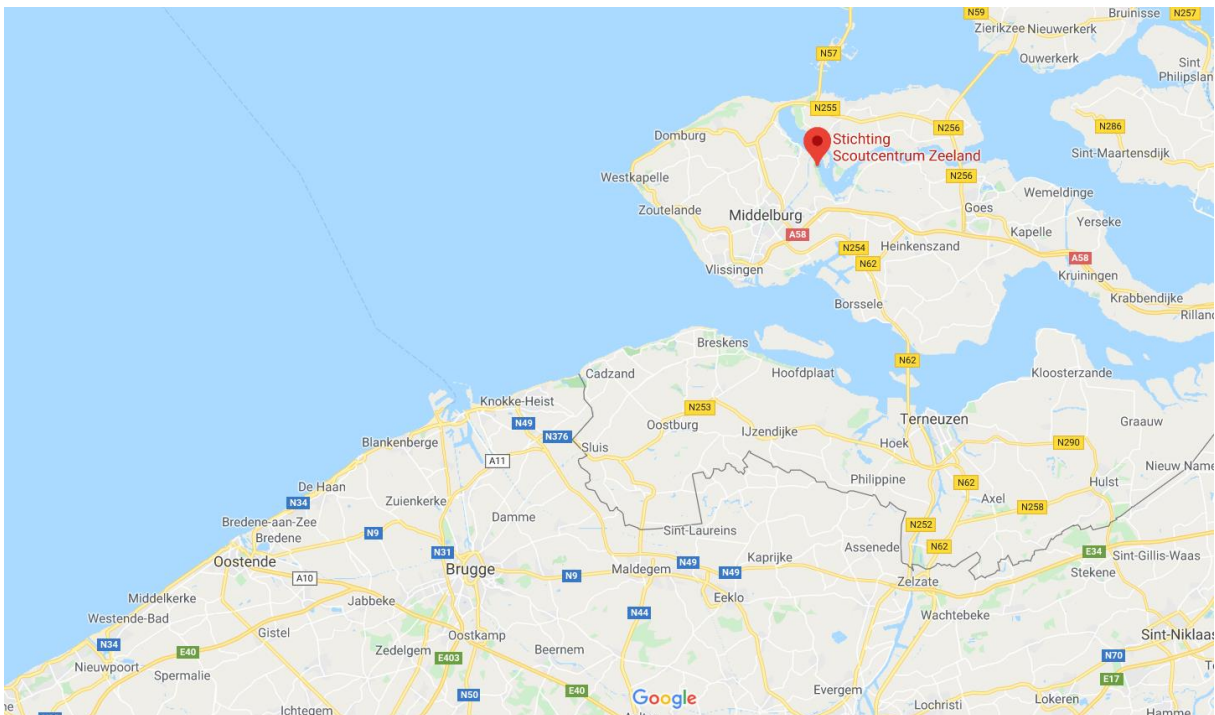 N59
Bruinisse
N257
Zierikzee
Nieuwerkerk
N57
Ouwerkerk
Sint
Philipslan
N255
N256
N286
Domburg
Stichting
Scoutcentrum Zeeland
Sint-Maartensdijk
Westkapelle
N256
Wemeldinge
Zoutelande
Middelburg
Goes
Yerseke
A58
Kapelle
N254
Heinkenszand
A58
Vlissingen
N62
Kruiningen
Borssele
Krabbendijke
Rilland
Breskens
N62
Cadzand
Hoofdplaat
Kloosterzande
Knokke-Heist
N253
Terneuzen
Graauw
N49
Oostburg
IJzendijke
Blankenberge
N376
Sluis
Hoek
N290
A11
Nieuw Name
De Haan
Philippine
N62
Hulst
N34
Zuienkerke
Axel
N258
Bredene-aan-Zee
Damme
N252
Bredene
N9
Sint-Laureins
N62
Oostende
N31
Kaprijke
Assenede
E34
Sint-Gillis-Waas
A10
Brugge
N9
Maldegem
N49
N49
Zelzate
Stekene
Middelkerke
Jabbeke
Eeklo
Westende-Bad
N44
Wachtebeke
Gistel
Oostkamp
Sint-Niklaas
N34
Zedelgem
Beernem
Nieuwpoort
E40
E403
N70
Spermalie
N50
E40
Google
Evergem
E17
Ichtegem
Lochristi
Lokeren
Hamme